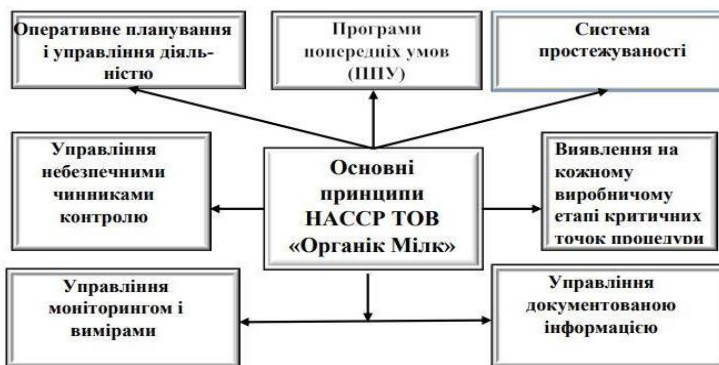 Оперативне планування
і управління діяль-
ністю
Програми
попередніх умов
(ППУ)
Система
простежуваності
Управління
небезпечними
чинниками
контролю
Основні
принципи
НАССР ТОВ
«Органік Мілк»
Виявлення на
кожному
виробничому
етапі критичних
точок процедури
Управління
моніторингом і
вимірами
Управління
документованою
інформацією